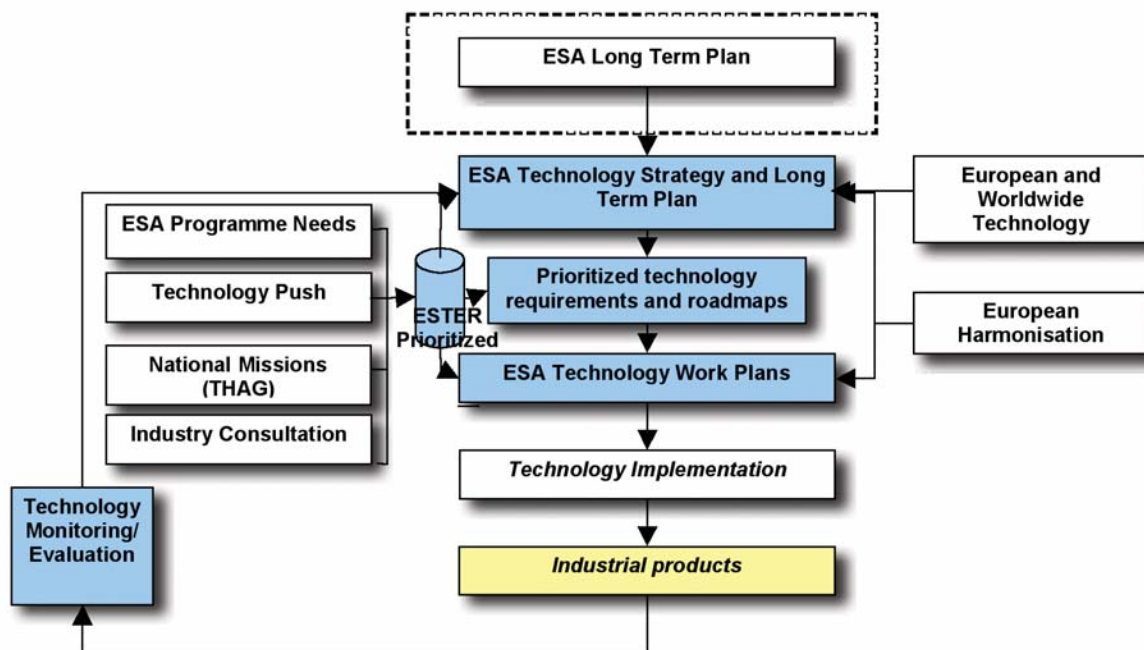 ESA Long Term Plan
ESA Technology Strategy and Long
Term Plan
European and
Worldwide
Technology
ESA Programme Needs
Technology Push
ESTER
Prioritized
Prioritized technology
requirements and roadmaps
European
Harmonisation
National Missions
(THAG)
ESA Technology Work Plans
Industry Consultation
Technology Implementation
Technology
Monitoring/
Evaluation
Industrial products